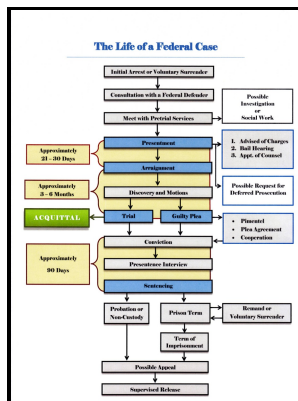 The Life of a Federal Case
Initial Arrest or Voluntary Surrender
Consultation with a Federal Defender
Meet with Pretrial Services
Possible
Investigation
or
Social Work
Presentment
1. Advised of Charges
2. Bail Hearing
3. Appt. of Counsel
Approximately
21 - 30 Days
Arraignment
Approximately
3 - 6 Months
Discovery and Motions
Possible Request for
Deferred Prosecution
ACQUITTAL
Trial
Guilty Plea
• Pimentel
• Plea Agreement
• Cooperation
Conviction
Approximately
90 Days
Presentence Interview
Sentencing
Probation or
Non-Custody
Prison Term
Remand or
Voluntary Surrender
Term of
Imprisonment
Possible Appeal
Supervised Release